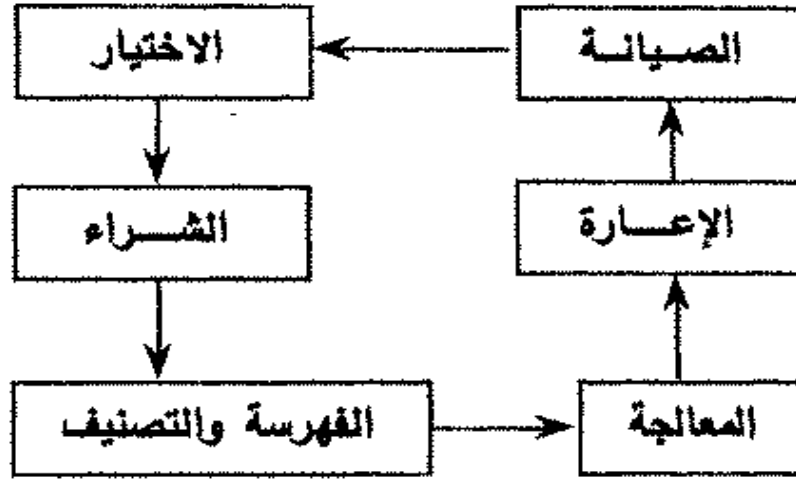 الاختيار
الشراء
الفهرسة والتصنيف
المعالجة
الإعارة
الصيانة